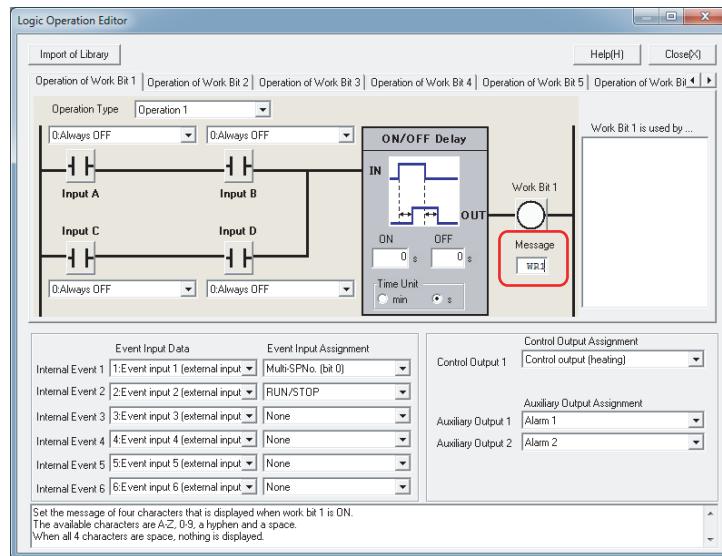 Logic Operation Editor
Import of Library
Help(H)
Close(X)
Operation of Work Bit 1
Operation of Work Bit 2
Operation of Work Bit 3
Operation of Work Bit 4
Operation of Work Bit 5
Operation of Work Bit
Operation Type
Operation 1
0:Always OFF
0:Always OFF
Input A
Input B
Input C
Input D
0:Always OFF
0:Always OFF
ON/OFF Delay
IN
OUT
ON
OFF
0 s
0 s
Time Unit
min
s
Work Bit 1
Message
WR1
Work Bit 1 is used by ...
Event Input Data
Event Input Assignment
Internal Event 1 1:Event input 1 (external input Multi-SPNo. (bit 0)
Internal Event 2 2:Event input 2 (external input RUN/STOP
Internal Event 3 3:Event input 3 (external input None
Internal Event 4 4:Event input 4 (external input None
Internal Event 5 5:Event input 5 (external input None
Internal Event 6 6:Event input 6 (external input None
Control Output Assignment
Control Output 1 Control output (heating)
Auxiliary Output Assignment
Auxiliary Output 1 Alarm 1
Auxiliary Output 2 Alarm 2
Set the message of four characters that is displayed when work bit 1 is ON.
The available characters are A-Z, 0-9, a hyphen and a space.
When all 4 characters are space, nothing is displayed.